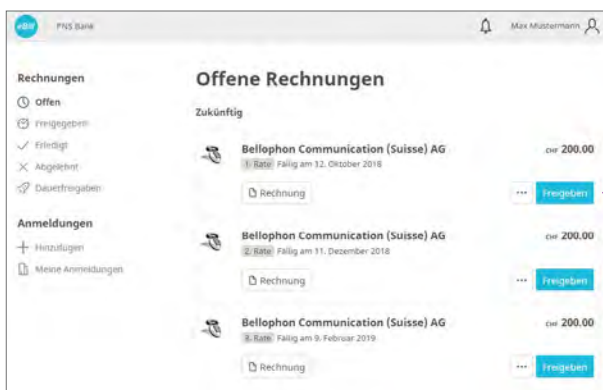 eBill PNS Bank Max Mustermann
Rechnungen
Offen
Freigegeben
Erledigt
Abgelehnt
Dauerfreigaben
Anmeldungen
Hinzufügen
Meine Anmeldungen
Offene Rechnungen
Zukünftig
Bellophon Communication (Suisse) AG CHF 200.00
1. Rate Fällig am 12. Oktober 2018
Rechnung ... Freigeben
Bellophon Communication (Suisse) AG CHF 200.00
2. Rate Fällig am 11. Dezember 2018
Rechnung ... Freigeben
Bellophon Communication (Suisse) AG CHF 200.00
3. Rate Fällig am 9. Februar 2019
Rechnung ... Freigeben